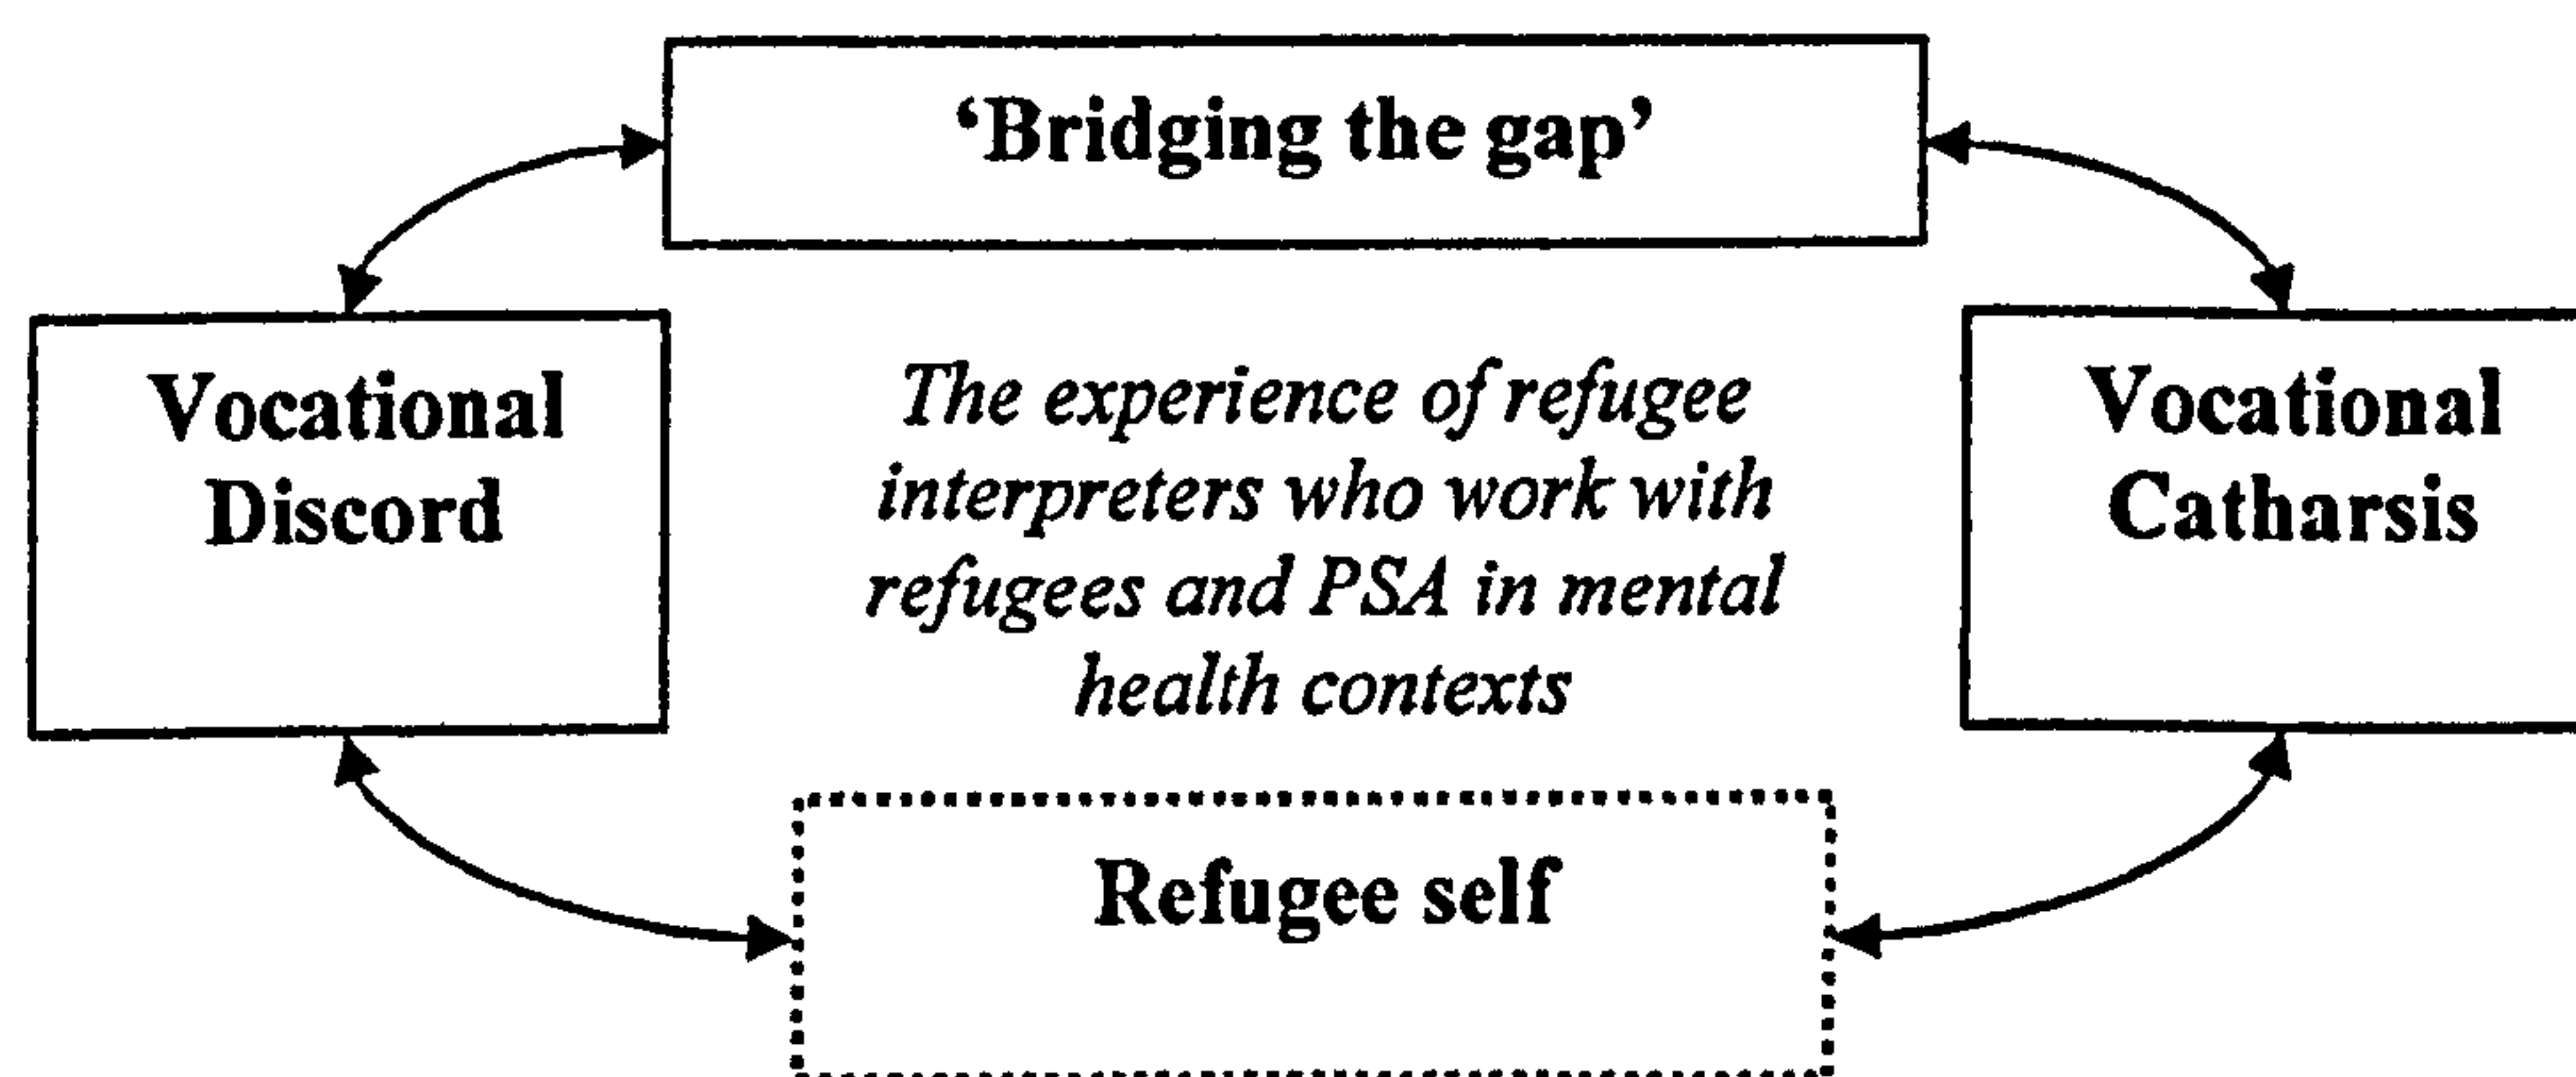 ‘Bridging the gap’
Vocational
Discord
The experience of refugee
interpreters who work with
refugees and PSA in mental
health contexts
Vocational
Catharsis
Refugee self